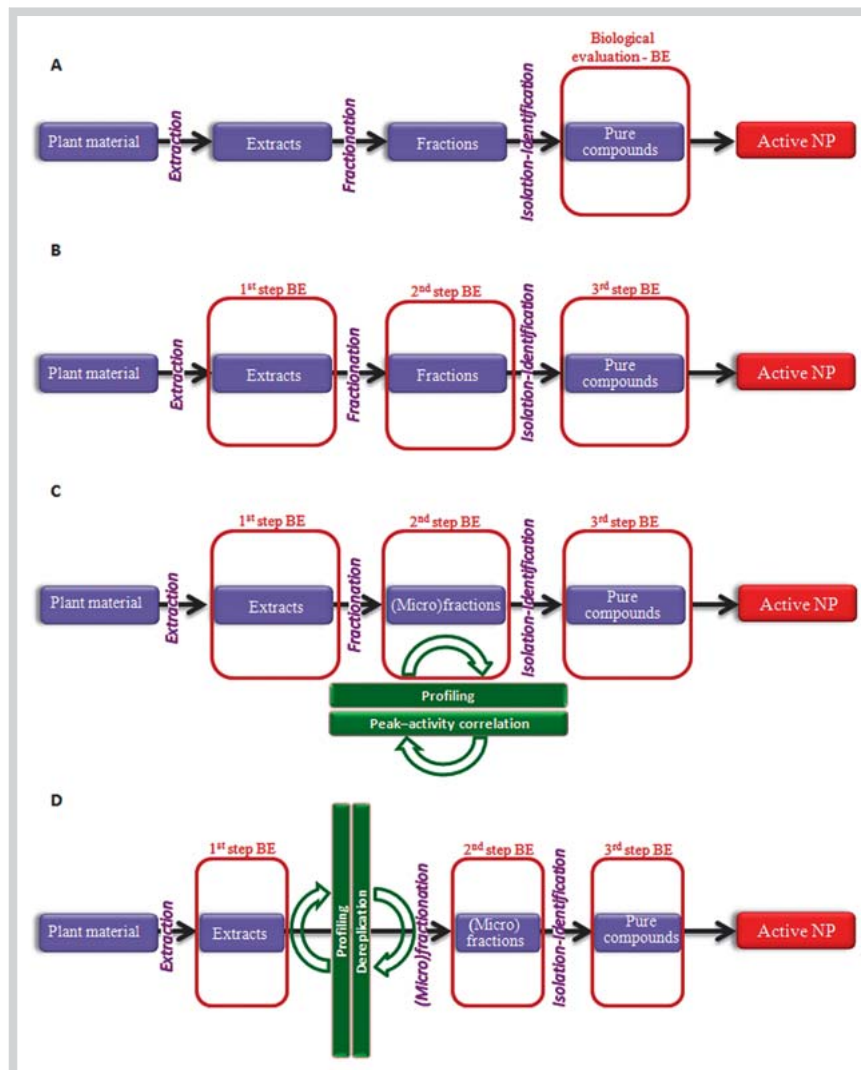 A
Biological
evaluation - BE
Plant material
Extraction
Extracts
Fractionation
Fractions
Isolation-Identification
Pure
compounds
Active NP
B
1st step BE
2nd step BE
3rd step BE
Plant material
Extraction
Extracts
Fractionation
Fractions
Isolation-Identification
Pure
compounds
Active NP
C
1st step BE
2nd step BE
3rd step BE
Plant material
Extraction
Extracts
Fractionation
(Micro)fractions
Isolation-Identification
Pure
compounds
Active NP
Profiling
Peak–activity correlation
D
1st step BE
2nd step BE
3rd step BE
Plant material
Extraction
Extracts
Profiling
Dereplication
(Micro)fractionation
(Micro)
fractions
Isolation-Identification
Pure
compounds
Active NP